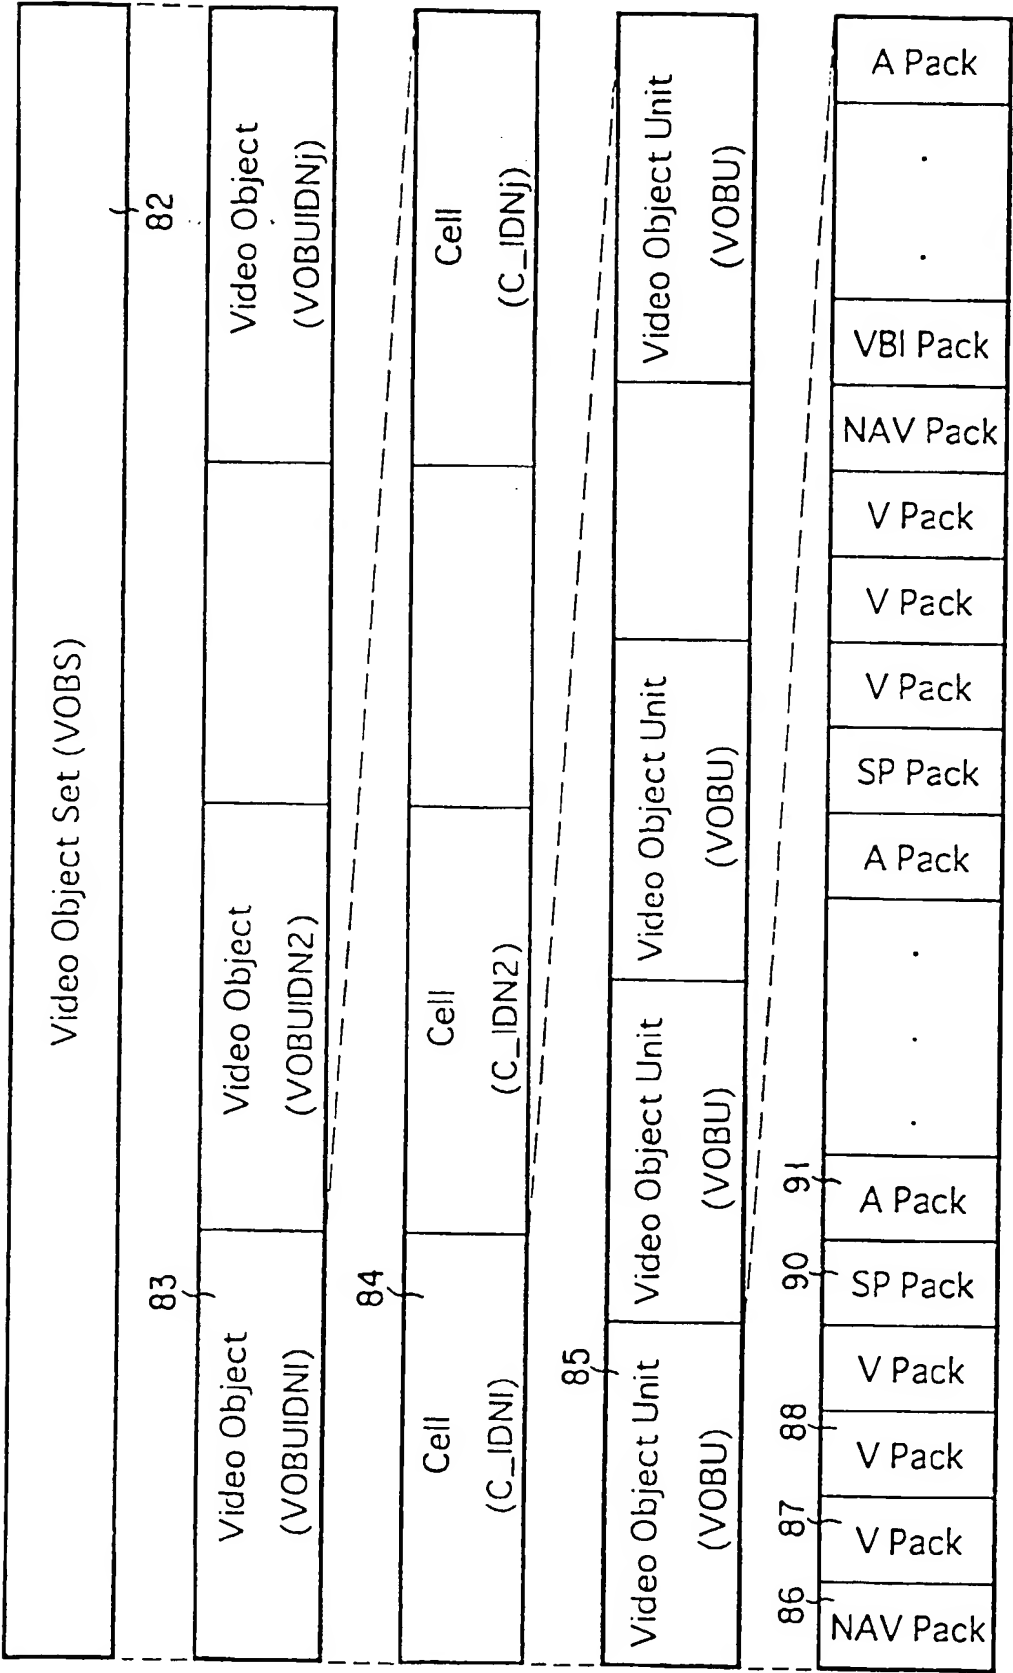 Video Object Set (VOBS)
82
83
Video Object
(VOBUIDN1)
Video Object
(VOBUIDN2)
Video Object
(VOBUIDNj)
84
Cell
(C_IDN1)
Cell
(C_IDN2)
Cell
(C_IDNj)
85
Video Object Unit
(VOBU)
Video Object Unit
(VOBU)
Video Object Unit
(VOBU)
Video Object Unit
(VOBU)
86
87
88
90
91
NAV Pack
V Pack
V Pack
V Pack
SP Pack
A Pack
. . .
A Pack
SP Pack
V Pack
V Pack
V Pack
NAV Pack
VBI Pack
. .
A Pack